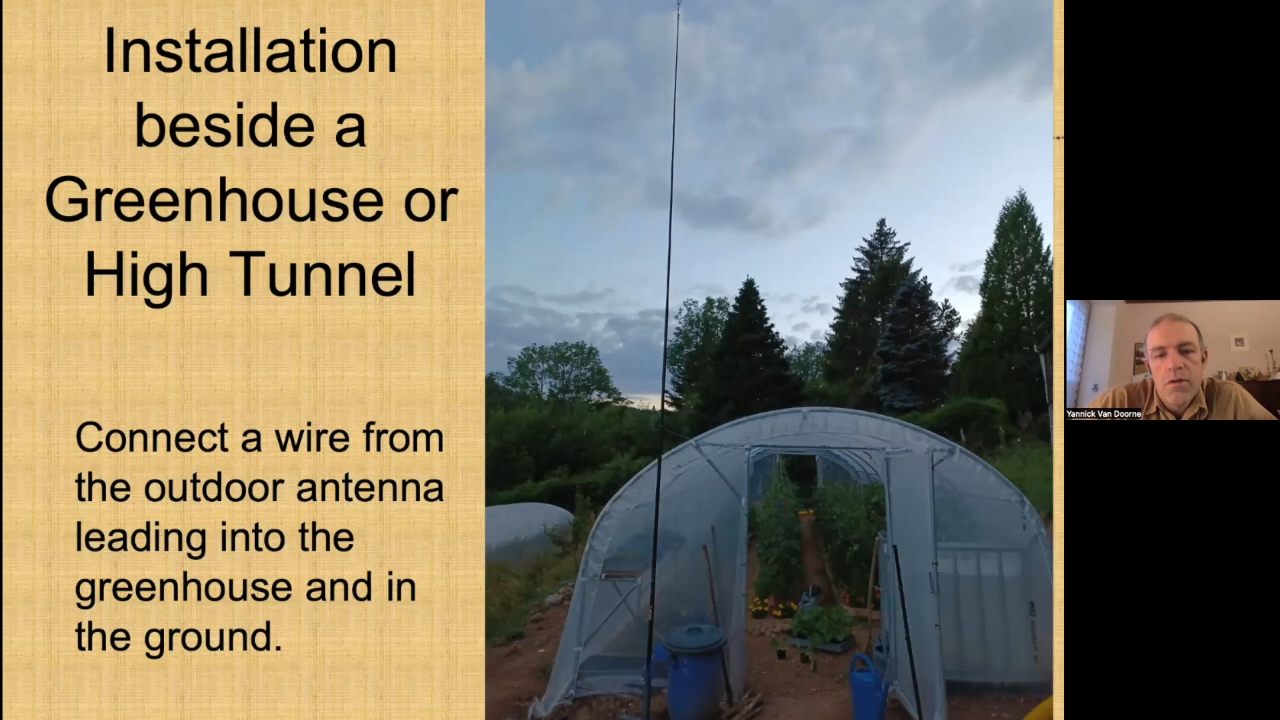 Installation
beside a
Greenhouse or
High Tunnel
Connect a wire from
the outdoor antenna
leading into the
greenhouse and in
the ground.
Yannick Van Doorne